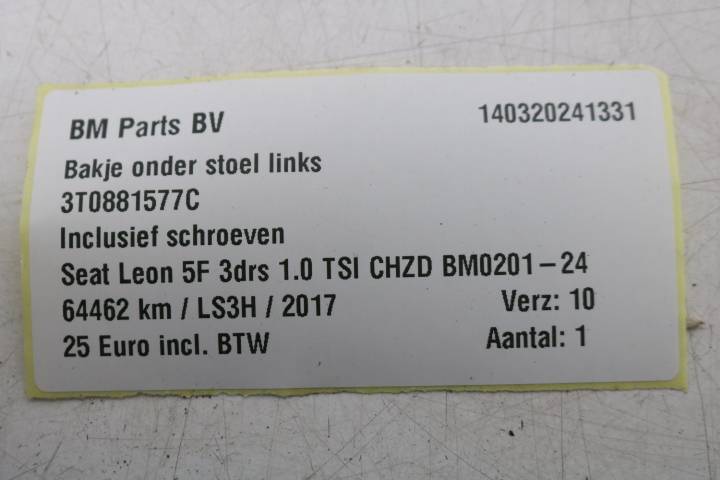 BM Parts BV 140320241331
Bakje onder stoel links
3T0881577C
Inclusief schroeven
Seat Leon 5F 3drs 1.0 TSI CHZD BM0201-24
64462 km / LS3H / 2017 Verz: 10
25 Euro incl. BTW Aantal: 1